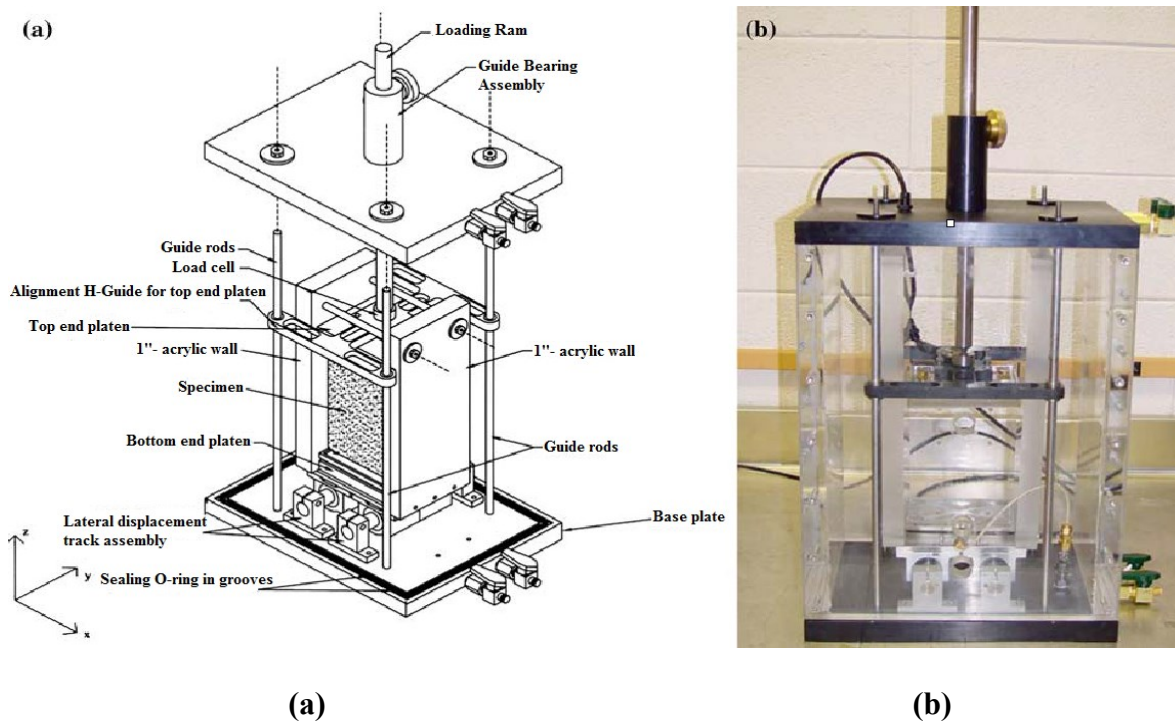 (a)
Loading Ram
Guide Bearing
Assembly
Guide rods
Load cell
Alignment H-Guide for top end platen
Top end platen
1"- acrylic wall
1"- acrylic wall
Specimen
Bottom end platen
Guide rods
Lateral displacement
track assembly
Base plate
Sealing O-ring in grooves
z
y
x
(b)
(a)
(b)